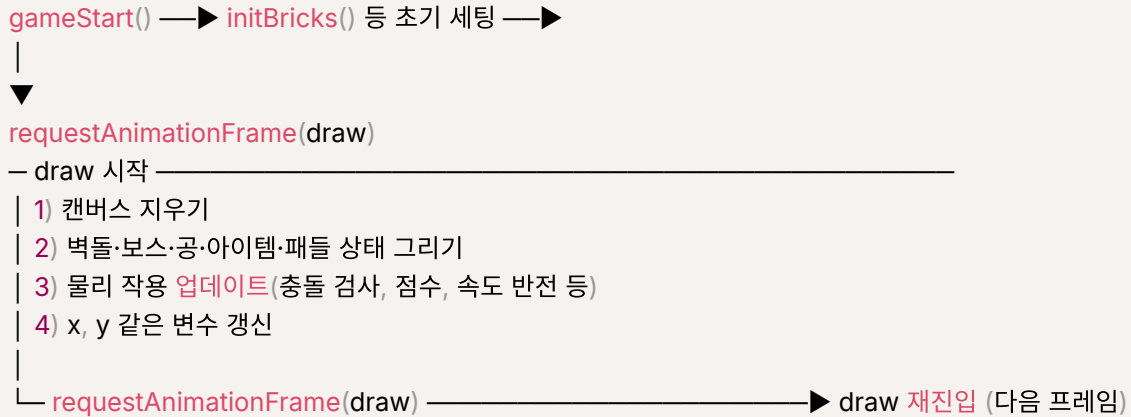 gameStart() ──▶ initBricks() 등 초기 세팅 ──▶
│
▼
requestAnimationFrame(draw)
─ draw 시작 ────────────────────────────────────────────
│ 1) 캔버스 지우기
│ 2) 벽돌·보스·공·아이템·패들 상태 그리기
│ 3) 물리 작용 업데이트(충돌 검사, 점수, 속도 반전 등)
│ 4) x, y 같은 변수 갱신
│
└─ requestAnimationFrame(draw) ─────────────────────▶ draw 재진입 (다음 프레임)